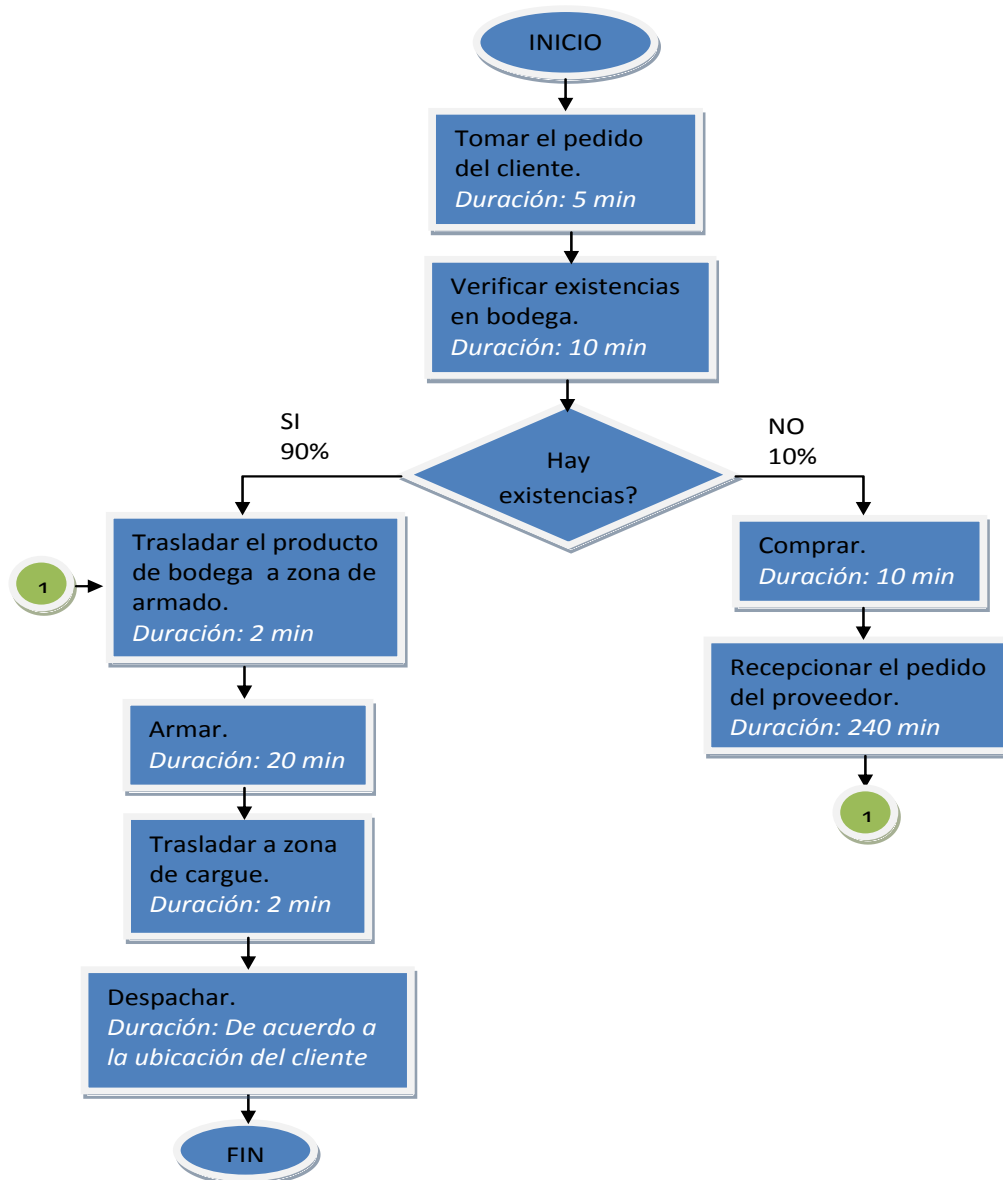 INICIO
Tomar el pedido
del cliente.
Duración: 5 min
Verificar existencias
en bodega.
Duración: 10 min
Hay
existencias?
SI
90%
NO
10%
1
Trasladar el producto
de bodega a zona de
armado.
Duración: 2 min
Armar.
Duración: 20 min
Trasladar a zona
de cargue.
Duración: 2 min
Despachar.
Duración: De acuerdo a
la ubicación del cliente
FIN
Comprar.
Duración: 10 min
Recepcionar el pedido
del proveedor.
Duración: 240 min
1